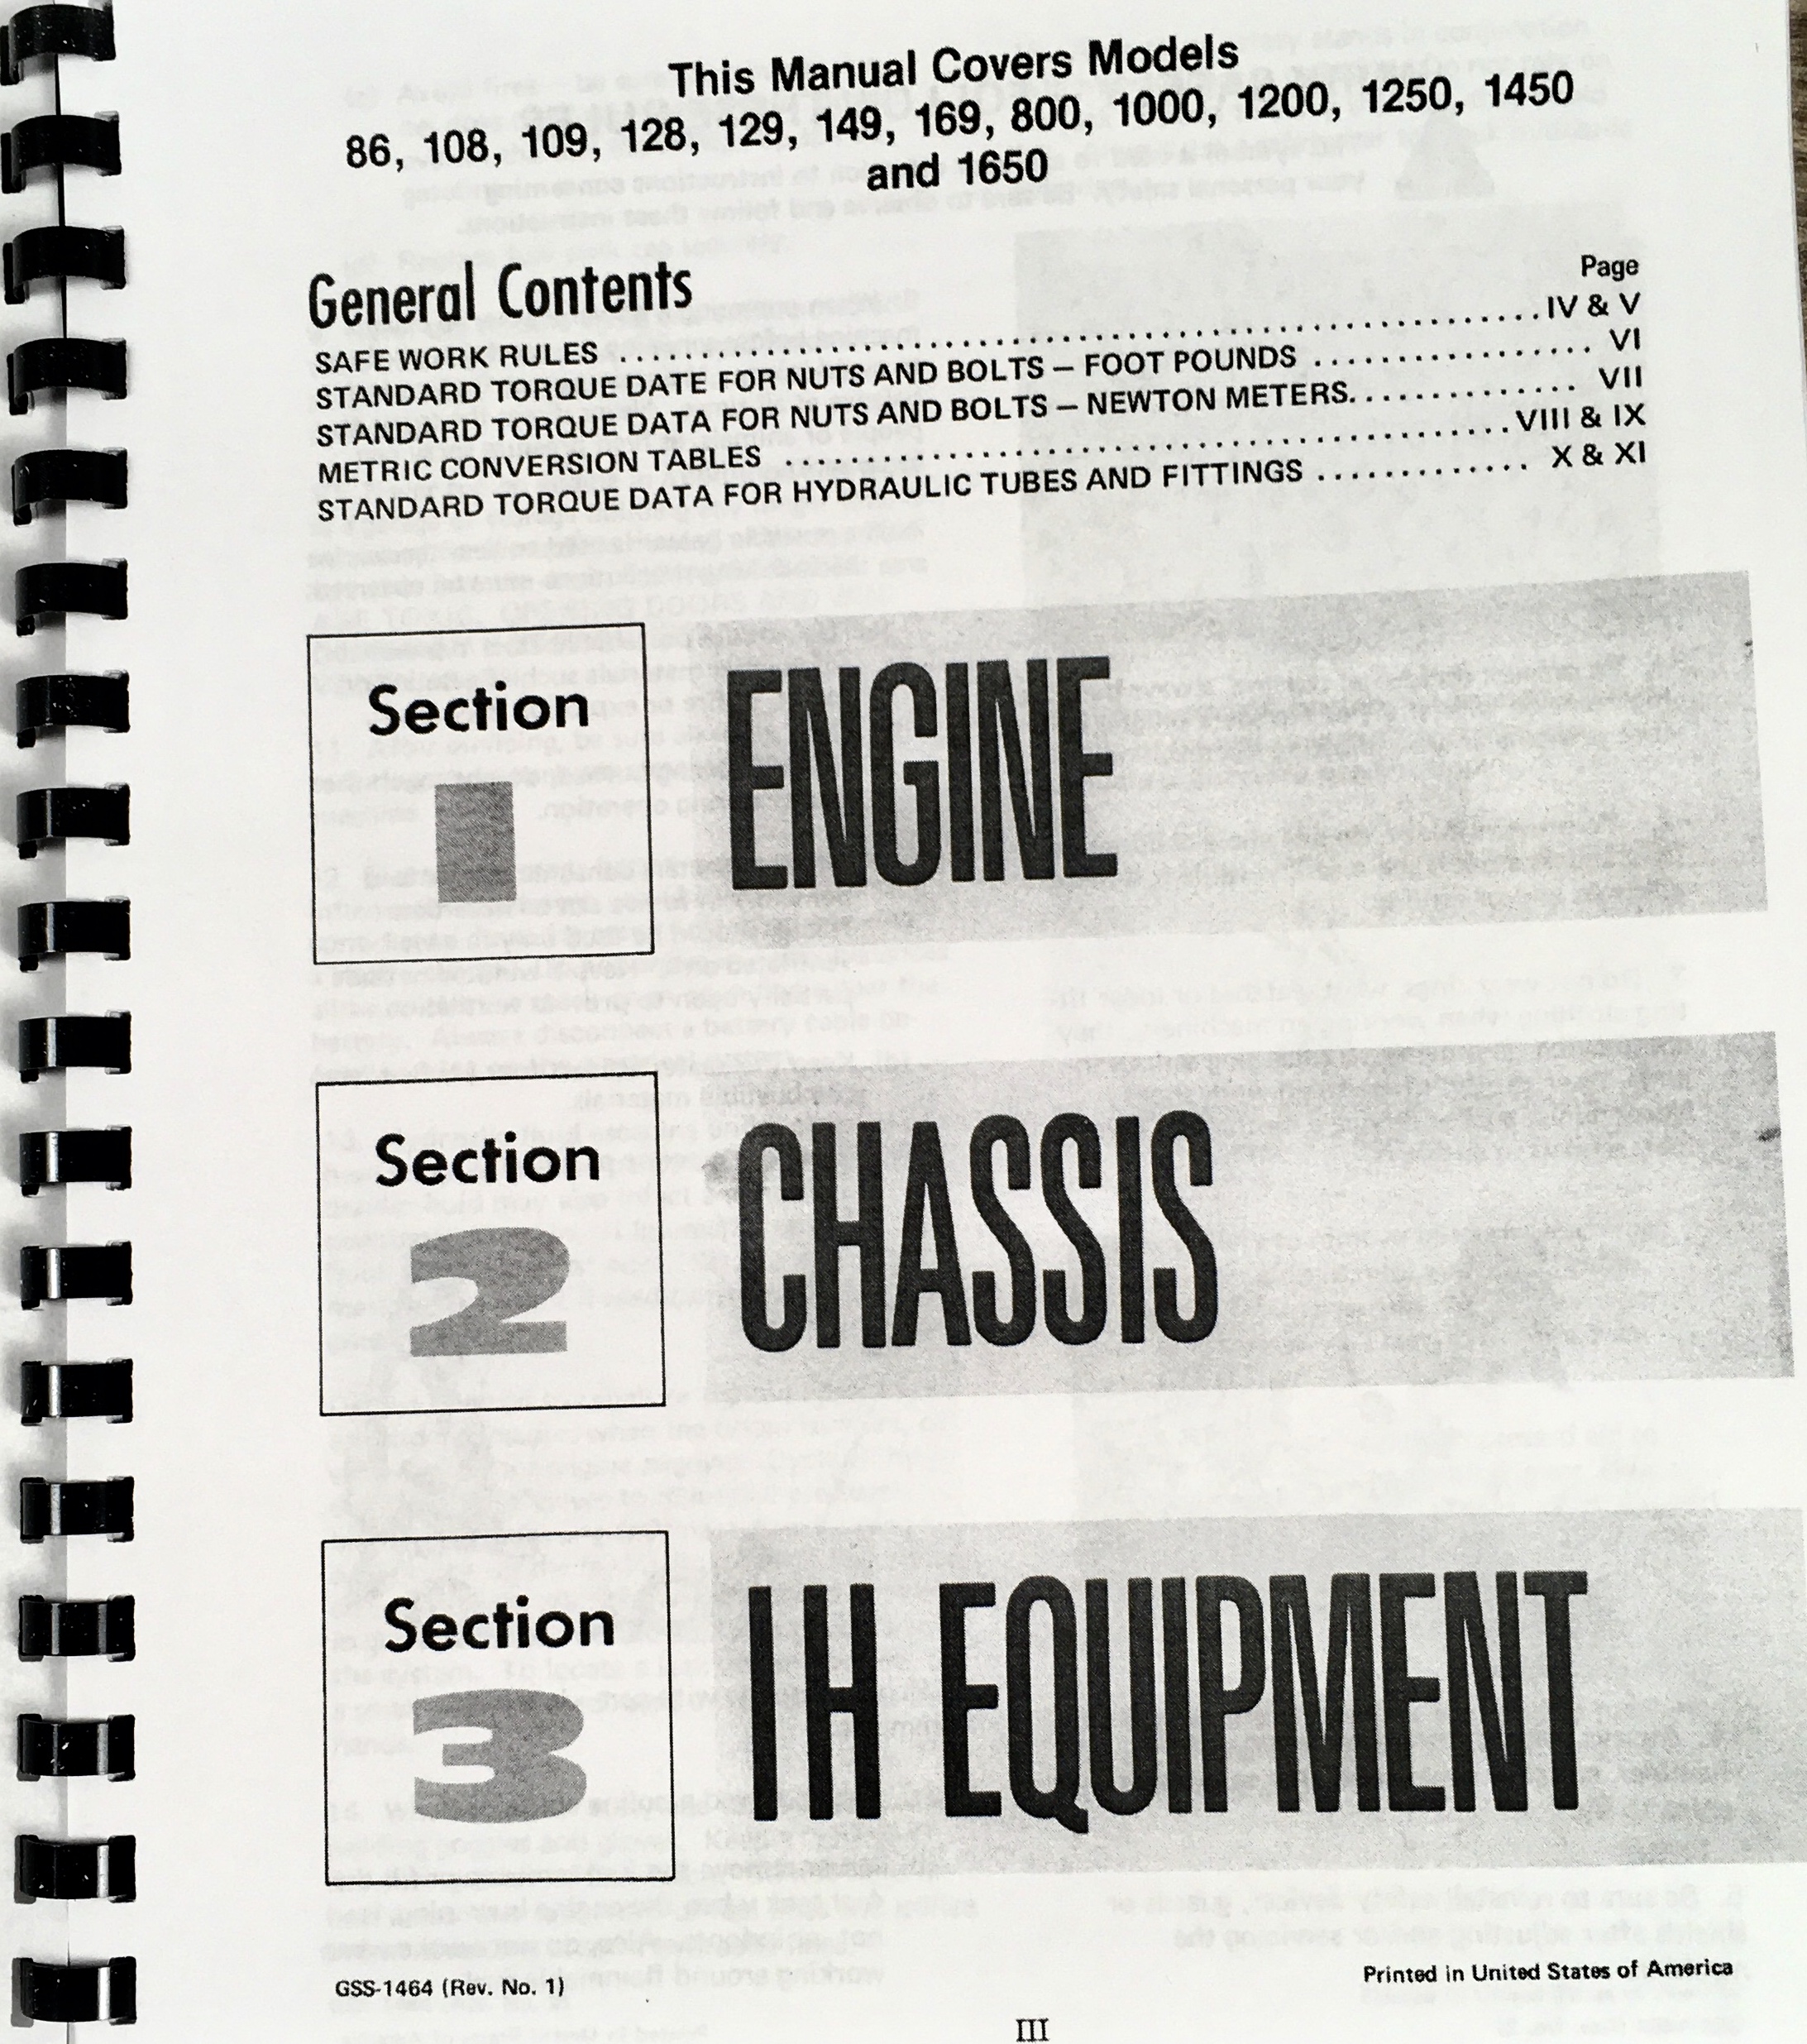 This Manual Covers Models
86, 108, 109, 128, 129, 149, 169, 800, 1000, 1200, 1250, 1450
and 1650
General Contents
Page
SAFE WORK RULES ........................................................ IV & V
STANDARD TORQUE DATE FOR NUTS AND BOLTS – FOOT POUNDS ................. VI
STANDARD TORQUE DATA FOR NUTS AND BOLTS – NEWTON METERS.............. VII
METRIC CONVERSION TABLES ............................................ VIII & IX
STANDARD TORQUE DATA FOR HYDRAULIC TUBES AND FITTINGS ............. X & XI
Section
1
ENGINE
Section
2
CHASSIS
Section
3
IH EQUIPMENT
GSS-1464 (Rev. No. 1)
Printed in United States of America
III